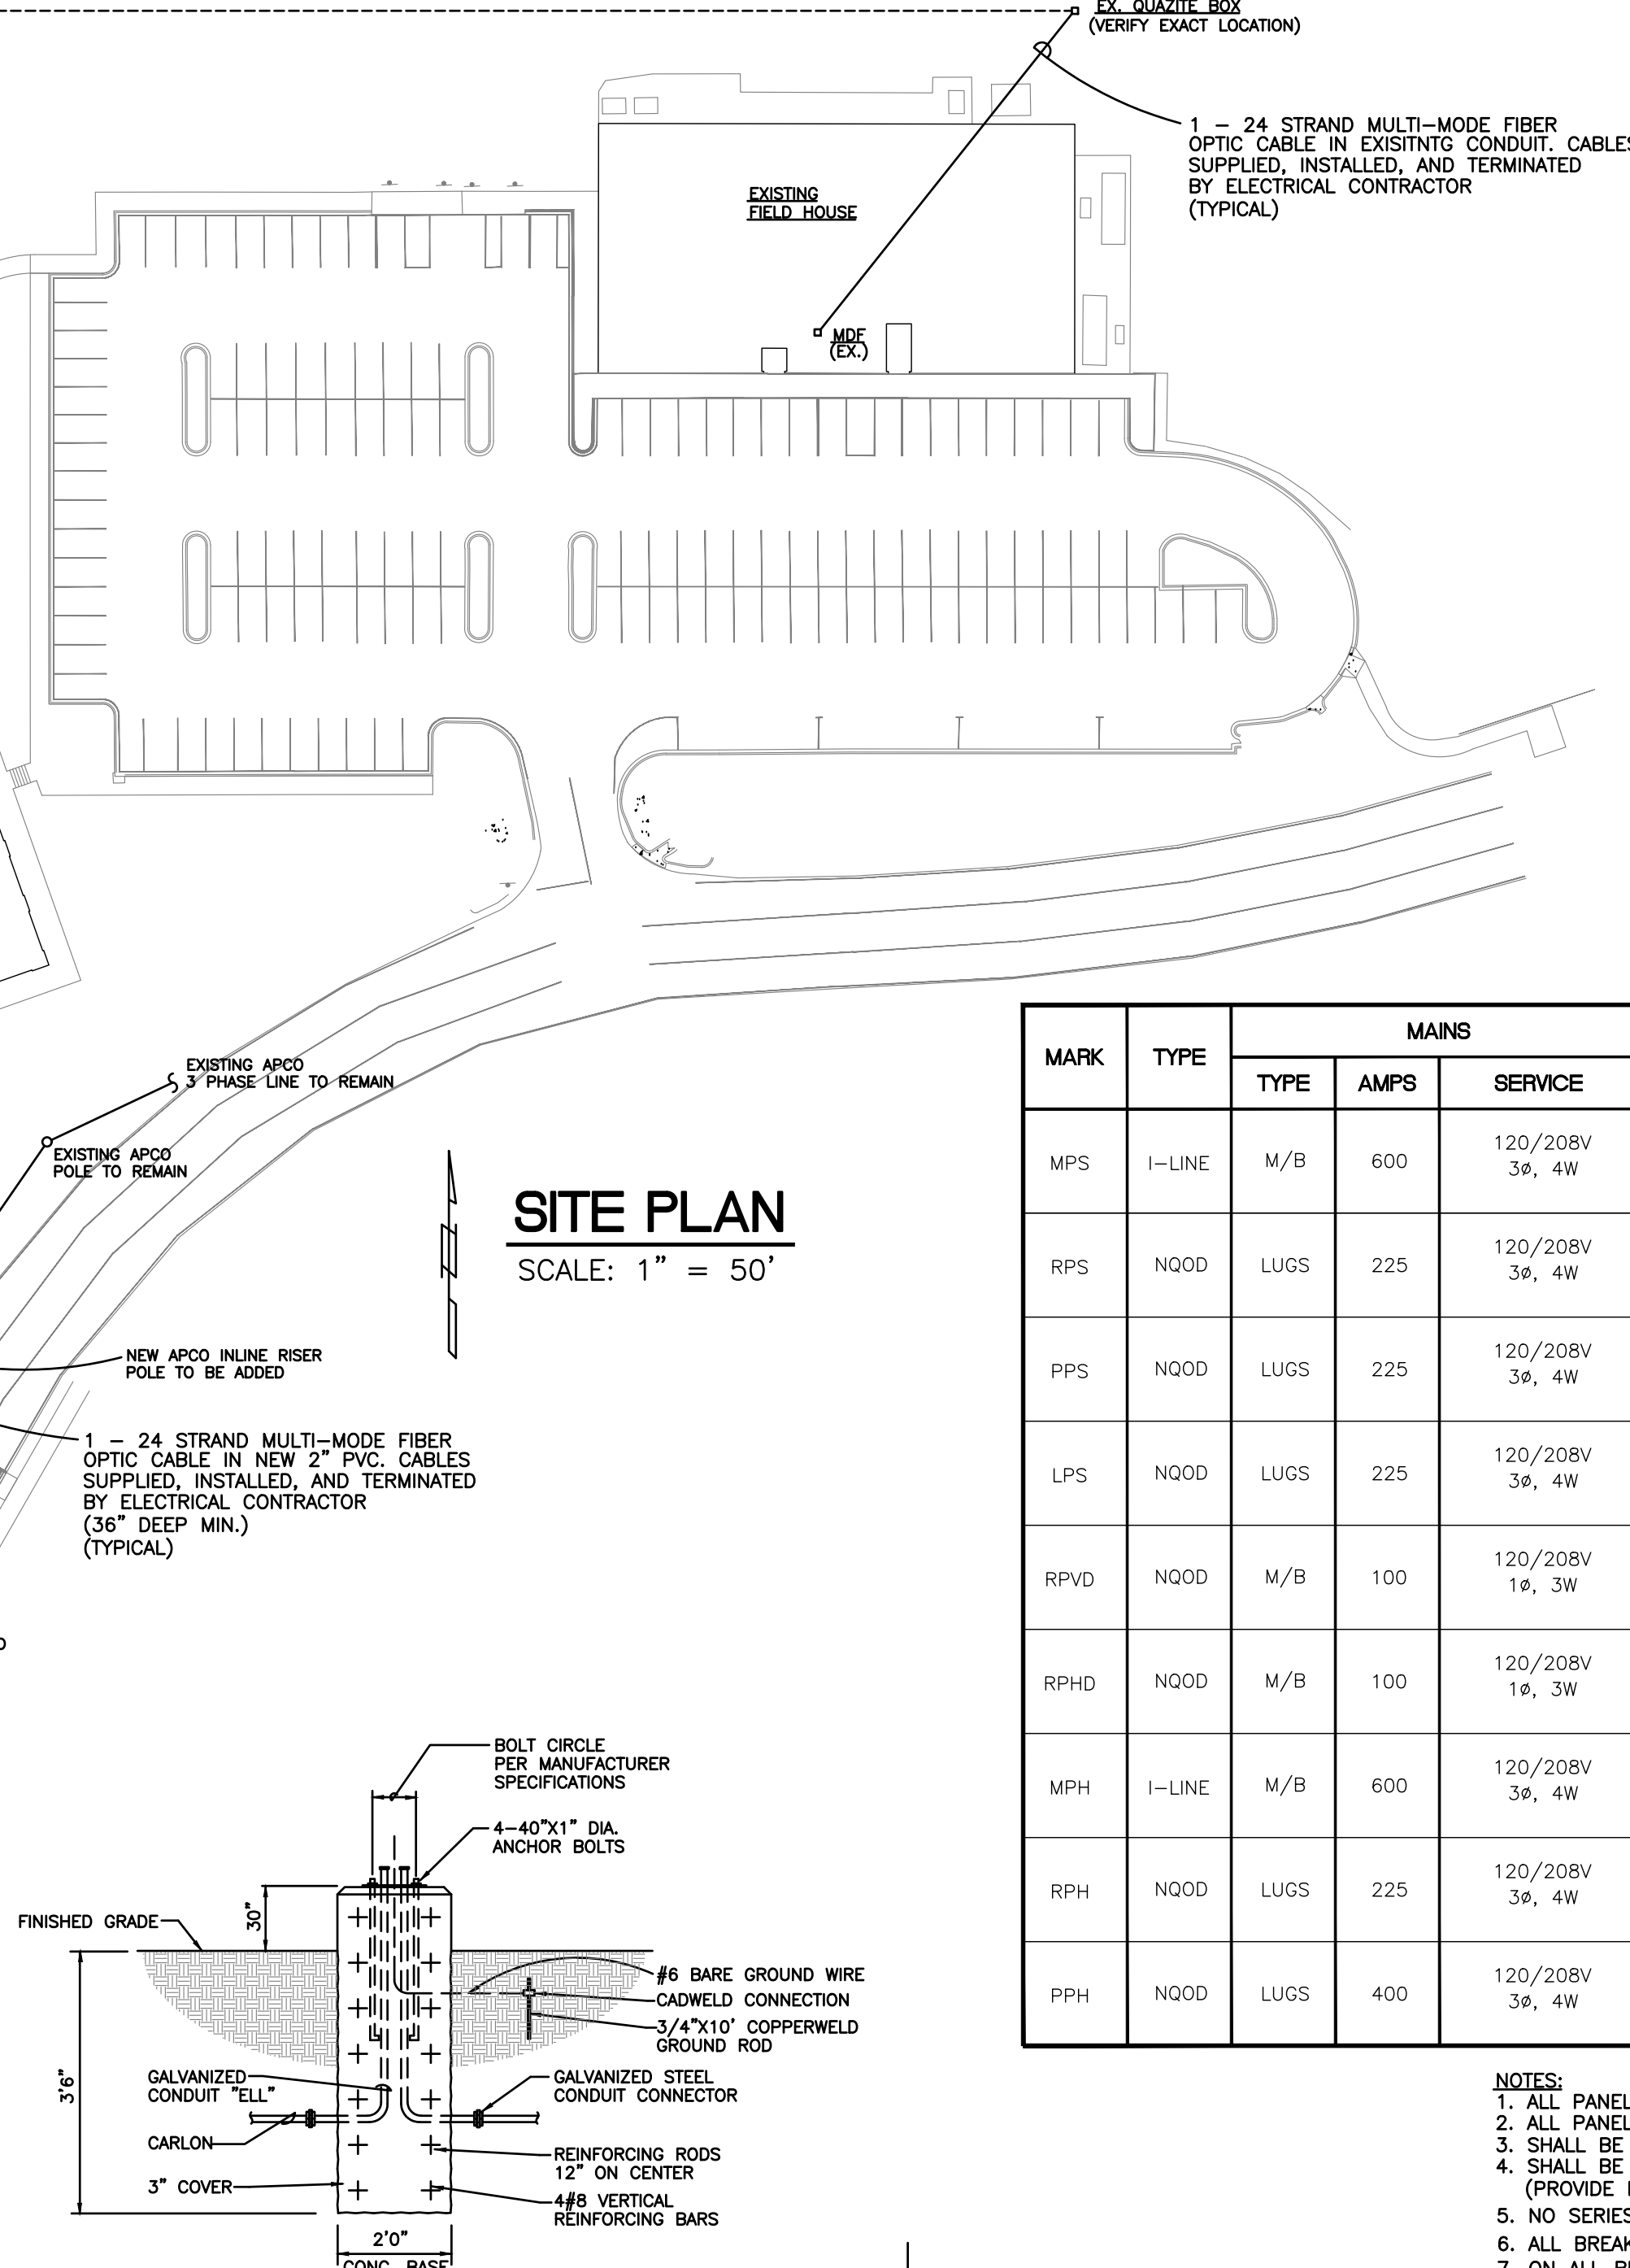 EX. QUAZITE BOX
(VERIFY EXACT LOCATION)
1 – 24 STRAND MULTI–MODE FIBER
OPTIC CABLE IN EXISITNTG CONDUIT. CABLES
SUPPLIED, INSTALLED, AND TERMINATED
BY ELECTRICAL CONTRACTOR
(TYPICAL)
EXISTING
FIELD HOUSE
MDF
(EX.)
EXISTING APCO
3 PHASE LINE TO REMAIN
EXISTING APCO
POLE TO REMAIN
SITE PLAN
SCALE: 1" = 50'
N
NEW APCO INLINE RISER
POLE TO BE ADDED
1 – 24 STRAND MULTI–MODE FIBER
OPTIC CABLE IN NEW 2" PVC. CABLES
SUPPLIED, INSTALLED, AND TERMINATED
BY ELECTRICAL CONTRACTOR
(36" DEEP MIN.)
(TYPICAL)
MARK TYPE MAINS
TYPE AMPS SERVICE
MPS I–LINE M/B 600 120/208V
3ø, 4W
RPS NQOD LUGS 225 120/208V
3ø, 4W
PPS NQOD LUGS 225 120/208V
3ø, 4W
LPS NQOD LUGS 225 120/208V
3ø, 4W
RPVD NQOD M/B 100 120/208V
1ø, 3W
RPHD NQOD M/B 100 120/208V
1ø, 3W
MPH I–LINE M/B 600 120/208V
3ø, 4W
RPH NQOD LUGS 225 120/208V
3ø, 4W
PPH NQOD LUGS 400 120/208V
3ø, 4W
BOLT CIRCLE
PER MANUFACTURER
SPECIFICATIONS
4–40"X1" DIA.
ANCHOR BOLTS
30"
FINISHED GRADE
#6 BARE GROUND WIRE
CADWELD CONNECTION
3/4"X10' COPPERWELD
GROUND ROD
3'6"
GALVANIZED
CONDUIT "ELL"
GALVANIZED STEEL
CONDUIT CONNECTOR
CARLON
REINFORCING RODS
12" ON CENTER
3" COVER
4#8 VERTICAL
REINFORCING BARS
2'0"
CONC. BASE
NOTES:
1. ALL PANEL
2. ALL PANEL
3. SHALL BE
4. SHALL BE
(PROVIDE
5. NO SERIES
6. ALL BREAK
7. ON ALL